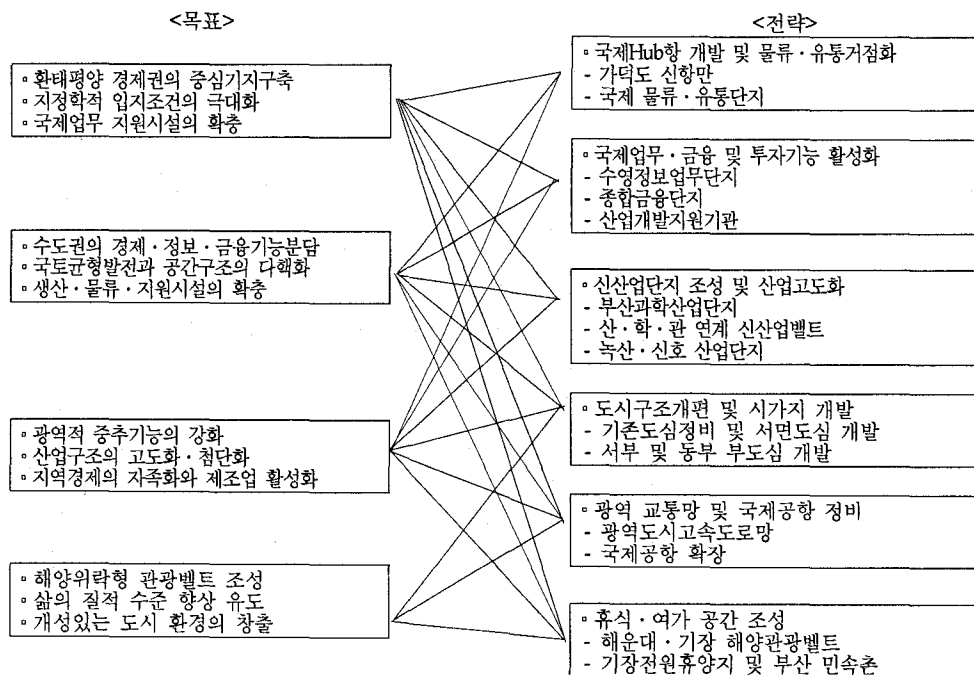 <목표>
▫ 환태평양 경제권의 중심기지구축
▫ 지정학적 입지조건의 극대화
▫ 국제업무 지원시설의 확충
▫ 수도권의 경제·정보·금융기능분담
▫ 국토균형발전과 공간구조의 다핵화
▫ 생산·물류·지원시설의 확충
▫ 광역적 중추기능의 강화
▫ 산업구조의 고도화·첨단화
▫ 지역경제의 자족화와 제조업 활성화
▫ 해양위락형 관광벨트 조성
▫ 삶의 질적 수준 향상 유도
▫ 개성있는 도시 환경의 창출
<전략>
▫ 국제Hub항 개발 및 물류·유통거점화
- 가덕도 신항만
- 국제 물류·유통단지
▫ 국제업무·금융 및 투자기능 활성화
- 수영정보업무단지
- 종합금융단지
- 산업개발지원기관
▫ 신산업단지 조성 및 산업고도화
- 부산과학산업단지
- 산·학·관 연계 신산업밸트
- 녹산·신호 산업단지
▫ 도시구조개편 및 시가지 개발
- 기존도심정비 및 서면도심 개발
- 서부 및 동부 부도심 개발
▫ 광역 교통망 및 국제공항 정비
- 광역도시고속도로망
- 국제공항 확장
▫ 휴식·여가 공간 조성
- 해운대·기장 해양관광벨트
- 기장전원휴양지 및 부산 민속촌